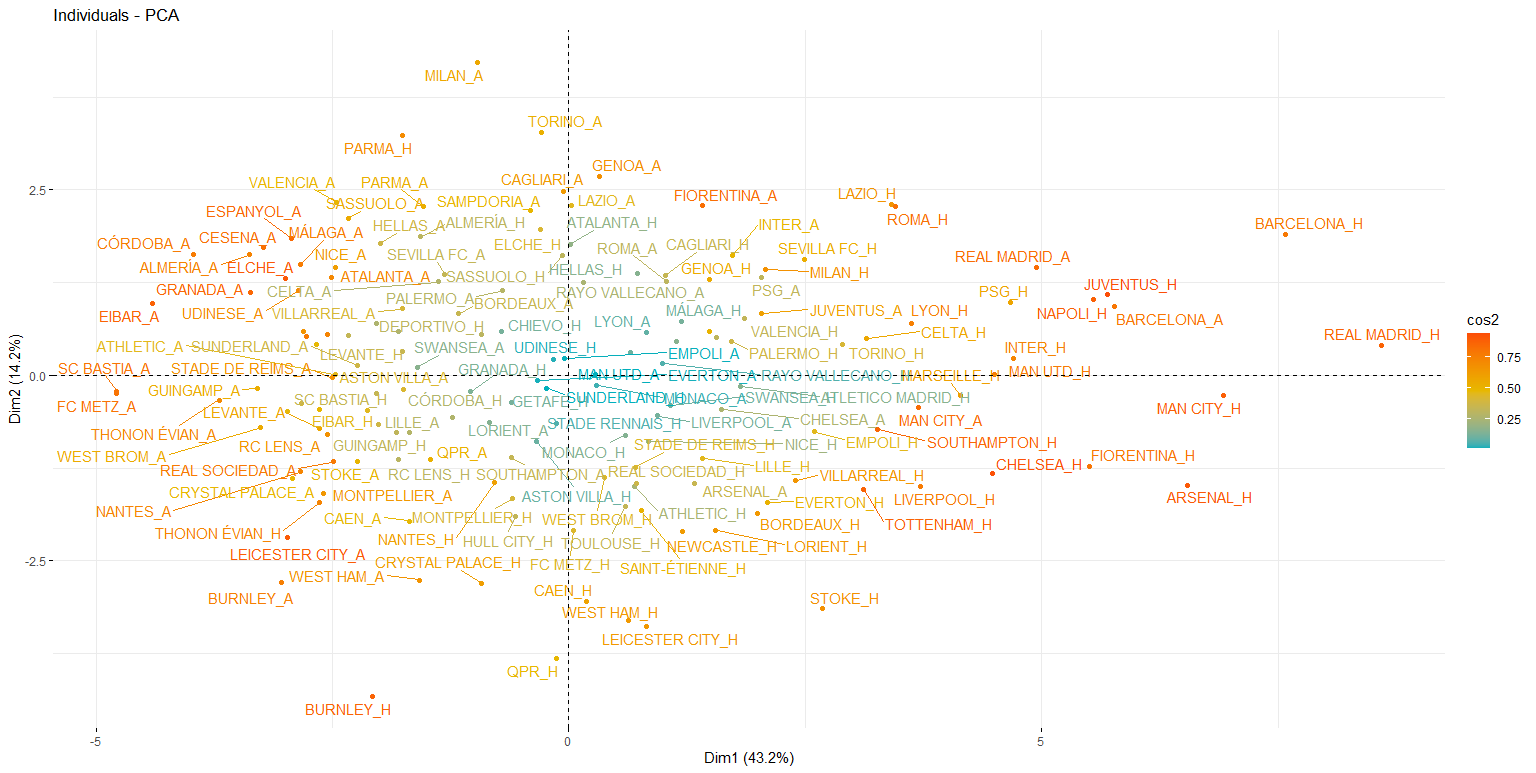 Individuals - PCA
MILAN_A
TORINO_A
PARMA_H
GENOA_A
VALENCIA_A
PARMA_A
CAGLIARI_A
FIORENTINA_A
LAZIO_H
SASSUOLO_A
SAMPDORIA_A
LAZIO_A
ESPANYOL_A
ROMA_H
HELLAS_A
ALMERÍA_H
ATALANTA_H
INTER_A
BARCELONA_H
CÓRDOBA_A
CESENA_A
MÁLAGA_A
ELCHE_H
ROMA_A
CAGLIARI_H
SEVILLA FC_H
NICE_A
SEVILLA FC_A
REAL MADRID_A
ALMERÍA_A
ELCHE_A
ATALANTA_A
SASSUOLO_H
HELLAS_H
GENOA_H
MILAN_H
GRANADA_A
CELTA_A
PALERMO_A
BORDEAUX_A
RAYO VALLECANO_A
PSG_A
PSG_H
JUVENTUS_H
EIBAR_A
UDINESE_A
VILLARREAL_A
MÁLAGA_H
JUVENTUS_A
LYON_H
NAPOLI_H
BARCELONA_A
DEPORTIVO_H
CHIEVO_H
LYON_A
VALENCIA_H
CELTA_H
REAL MADRID_H
ATHLETIC_A
SUNDERLAND_A
LEVANTE_H
SWANSEA_A
UDINESE_H
EMPOLI_A
PALERMO_H
TORINO_H
INTER_H
SC BASTIA_A
STADE DE REIMS_A
ASTON VILLA_A
GRANADA_H
MAN UTD_A
EVERTON_A
RAYO VALLECANO_H
MARSEILLE_H
MAN UTD_H
GUINGAMP_A
FC METZ_A
SC BASTIA_H
CÓRDOBA_H
GETAFE_H
SUNDERLAND_H
MONACO_A
SWANSEA_H
ATLETICO MADRID_H
MAN CITY_H
LEVANTE_A
EIBAR_H
LILLE_A
STADE RENNAIS_H
LIVERPOOL_A
CHELSEA_A
MAN CITY_A
THONON ÉVIAN_A
LORIENT_A
WEST BROM_A
RC LENS_A
GUINGAMP_H
QPR_A
MONACO_H
STADE DE REIMS_H
NICE_H
EMPOLI_H
SOUTHAMPTON_H
FIORENTINA_H
REAL SOCIEDAD_A
STOKE_A
RC LENS_H
SOUTHAMPTON_A
REAL SOCIEDAD_H
LILLE_H
VILLARREAL_H
CHELSEA_H
CRYSTAL PALACE_A
MONTPELLIER_A
ASTON VILLA_H
ARSENAL_A
EVERTON_H
LIVERPOOL_H
ARSENAL_H
NANTES_A
CAEN_A
MONTPELLIER_H
WEST BROM_H
ATHLETIC_H
BORDEAUX_H
TOTTENHAM_H
THONON ÉVIAN_H
NANTES_H
HULL CITY_H
TOULOUSE_H
NEWCASTLE_H
LORIENT_H
LEICESTER CITY_A
CRYSTAL PALACE_H
FC METZ_H
SAINT-ÉTIENNE_H
WEST HAM_A
BURNLEY_A
CAEN_H
STOKE_H
WEST HAM_H
LEICESTER CITY_H
QPR_H
BURNLEY_H
2.5
0.0
-2.5
-5
0
5
Dim1 (43.2%)
Dim2 (14.2%)
cos2
0.75
0.50
0.25